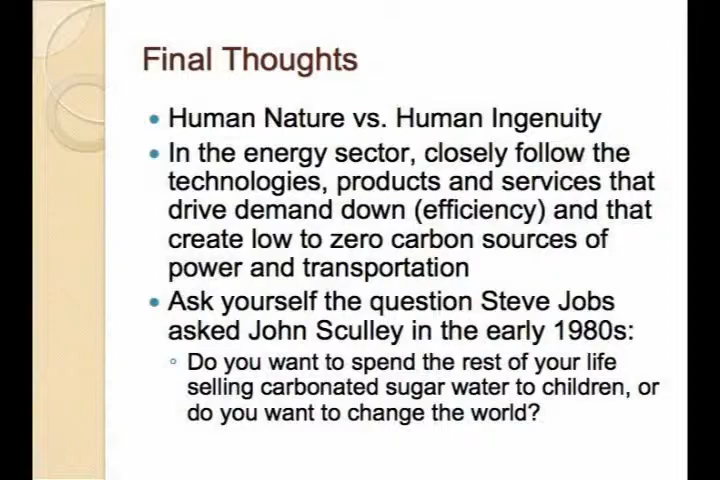 Final Thoughts
Human Nature vs. Human Ingenuity
In the energy sector, closely follow the
technologies, products and services that
drive demand down (efficiency) and that
create low to zero carbon sources of
power and transportation
Ask yourself the question Steve Jobs
asked John Sculley in the early 1980s:
Do you want to spend the rest of your life
selling carbonated sugar water to children, or
do you want to change the world?